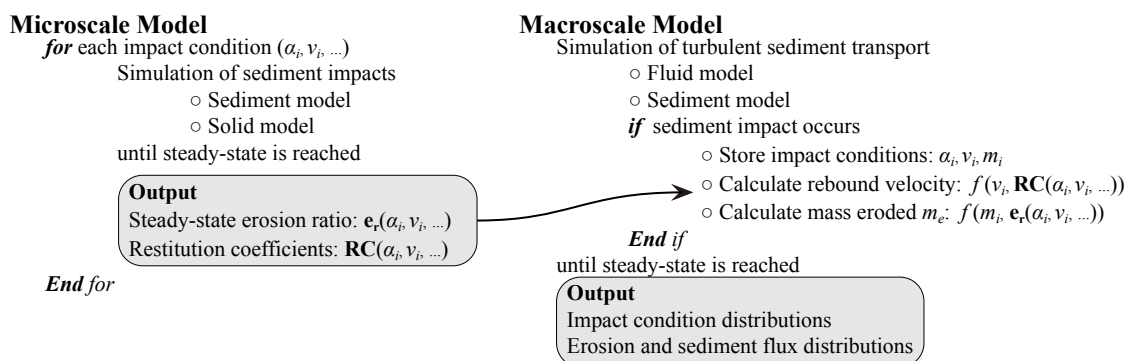 Microscale Model
for each impact condition (αᵢ, vᵢ, ...)
Simulation of sediment impacts
○ Sediment model
○ Solid model
until steady-state is reached
Output
Steady-state erosion ratio: eᵣ(αᵢ, vᵢ, ...)
Restitution coefficients: RC(αᵢ, vᵢ, ...)
End for
Macroscale Model
Simulation of turbulent sediment transport
○ Fluid model
○ Sediment model
if sediment impact occurs
○ Store impact conditions: αᵢ, vᵢ, mᵢ
○ Calculate rebound velocity: f(vᵢ, RC(αᵢ, vᵢ, ...))
○ Calculate mass eroded mₑ: f(mᵢ, eᵣ(αᵢ, vᵢ, ...))
End if
until steady-state is reached
Output
Impact condition distributions
Erosion and sediment flux distributions